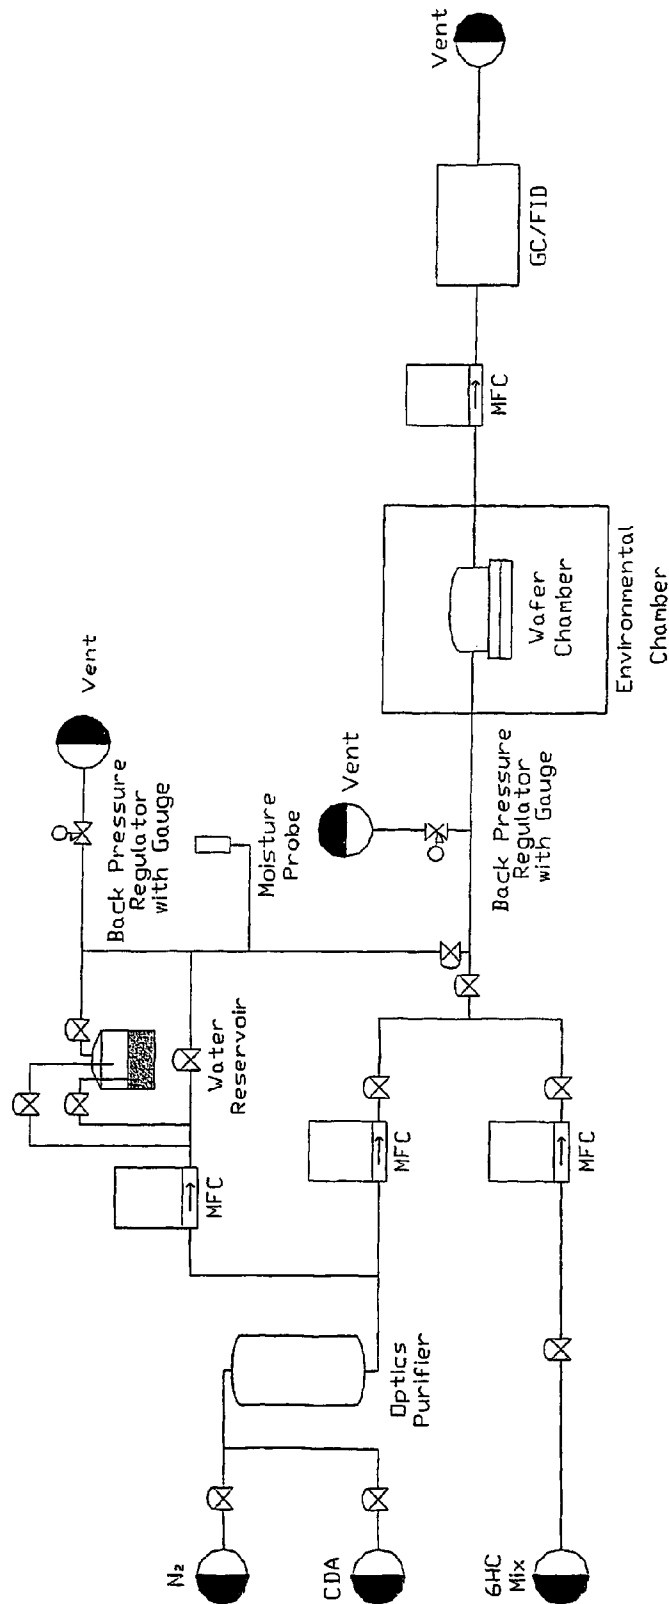 N₂
CDA
6HC
Mix
Optics
Purifier
MFC
MFC
MFC
Water
Reservoir
Back Pressure
Regulator
with Gauge
Vent
Moisture
Probe
Vent
Back Pressure
Regulator
with Gauge
Wafer
Chamber
Environmental
Chamber
MFC
GC/FID
Vent